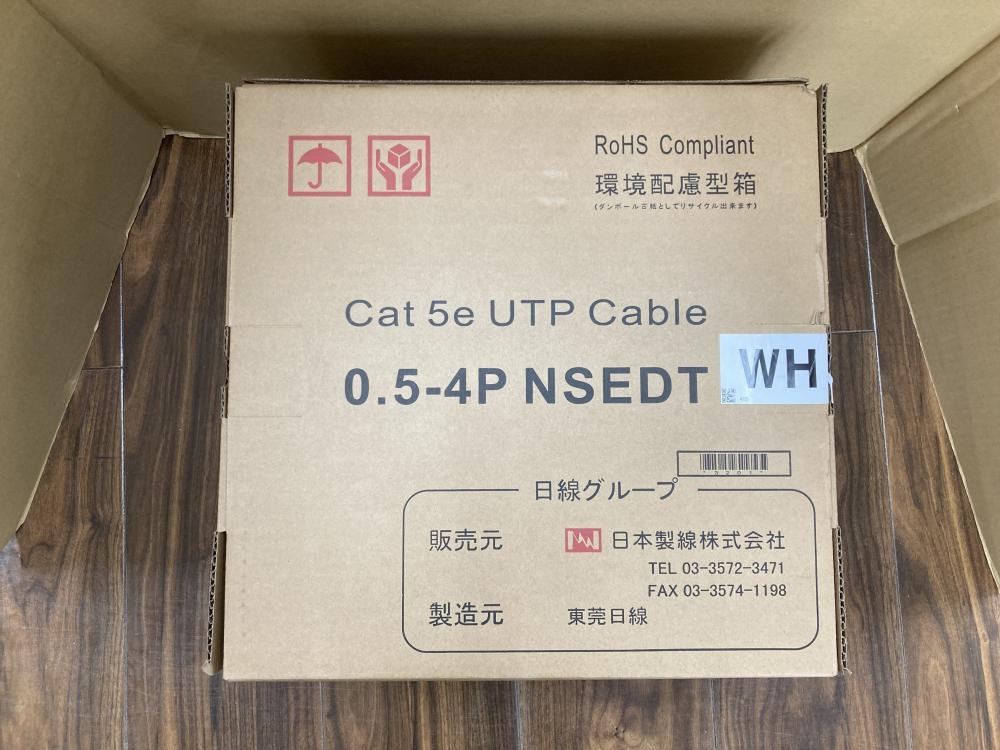 RoHS Compliant
環境配慮型箱
(ダンボール古紙としてリサイクル出来ます)
Cat 5e UTP Cable
0.5-4P NSEDT
WH
*3201*
日線グループ
販売元 日本製線株式会社
TEL 03-3572-3471
FAX 03-3574-1198
製造元 東莞日線